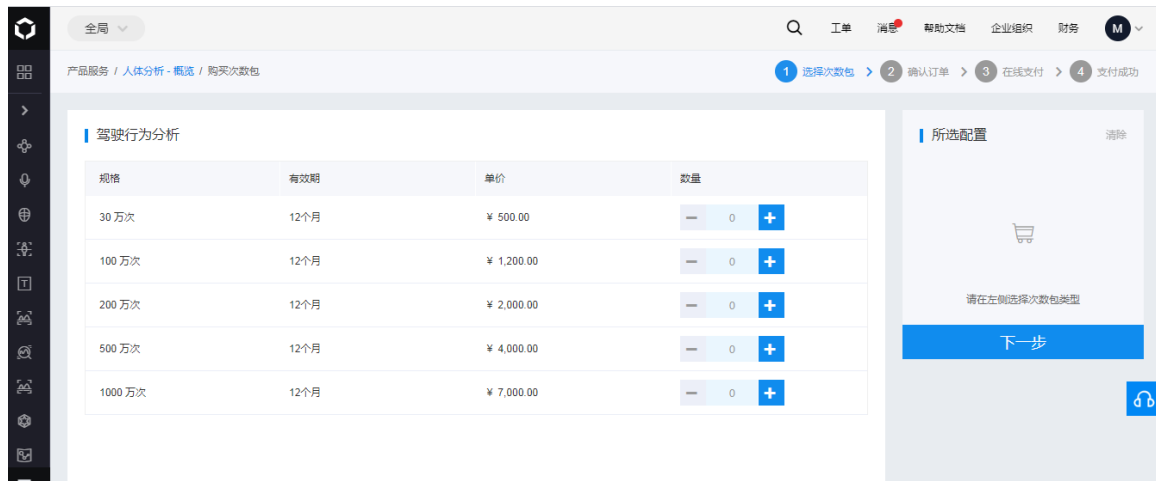 全局
工单 消息 帮助文档 企业组织 财务 M
产品服务 / 人体分析 - 概览 / 购买次数包
1 选择次数包 2 确认订单 3 在线支付 4 支付成功
驾驶行为分析
规格 有效期 单价 数量
30 万次 12个月 ¥ 500.00 0
100 万次 12个月 ¥ 1,200.00 0
200 万次 12个月 ¥ 2,000.00 0
500 万次 12个月 ¥ 4,000.00 0
1000 万次 12个月 ¥ 7,000.00 0
所选配置 清除
请在左侧选择次数包类型
下一步